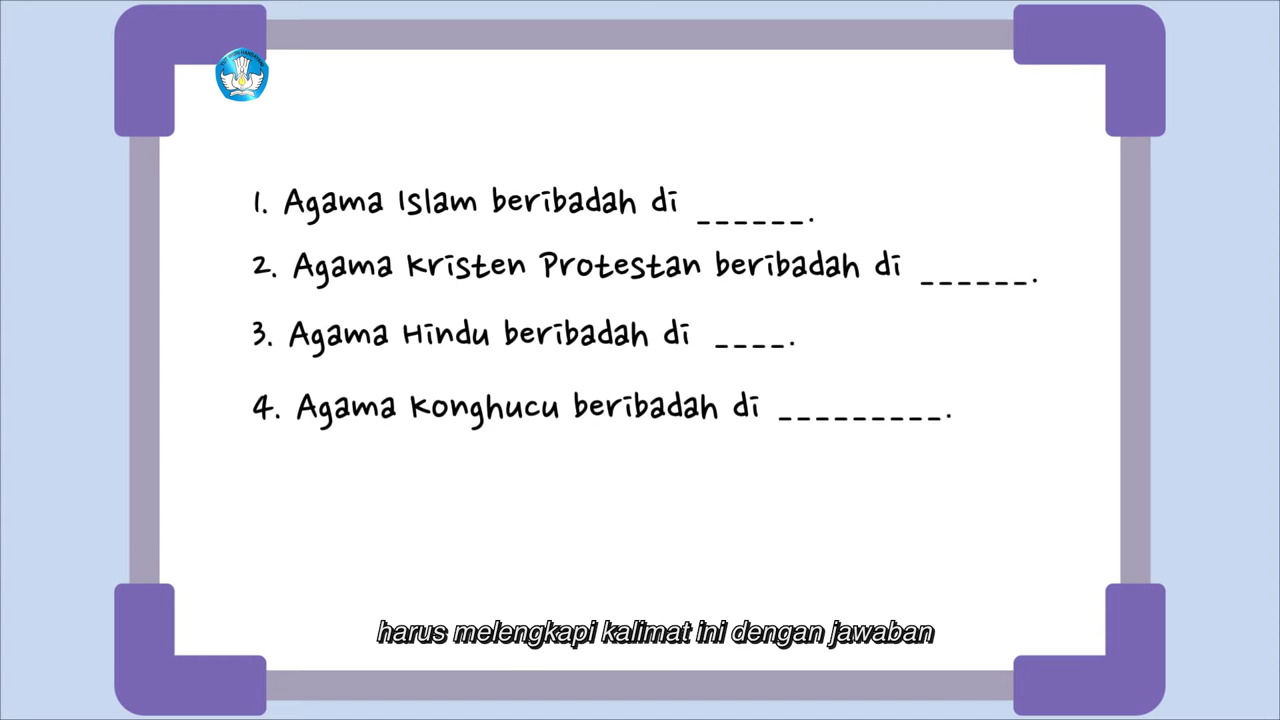 1. Agama Islam beribadah di ______.
2. Agama Kristen Protestan beribadah di ______.
3. Agama Hindu beribadah di ____.
4. Agama Konghucu beribadah di _________.
harus melengkapi kalimat ini dengan jawaban